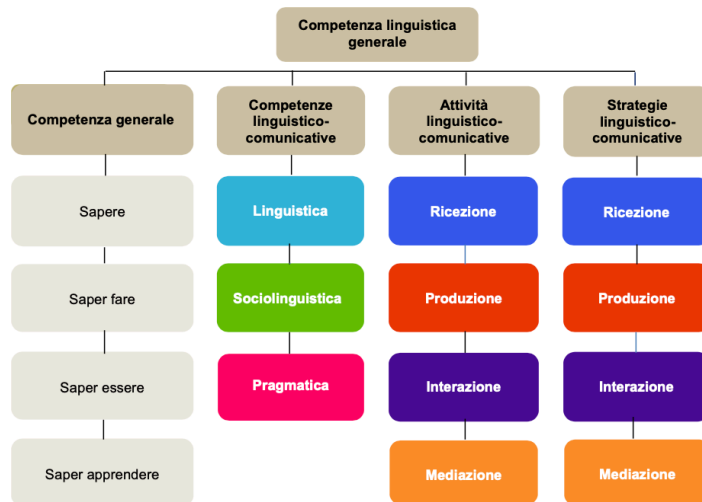 Competenza linguistica
generale
Competenza generale
Competenze
linguistico-
comunicative
Attività
linguistico-
comunicative
Strategie
linguistico-
comunicative
Sapere
Linguistica
Ricezione
Ricezione
Saper fare
Sociolinguistica
Produzione
Produzione
Saper essere
Pragmatica
Interazione
Interazione
Saper apprendere
Mediazione
Mediazione